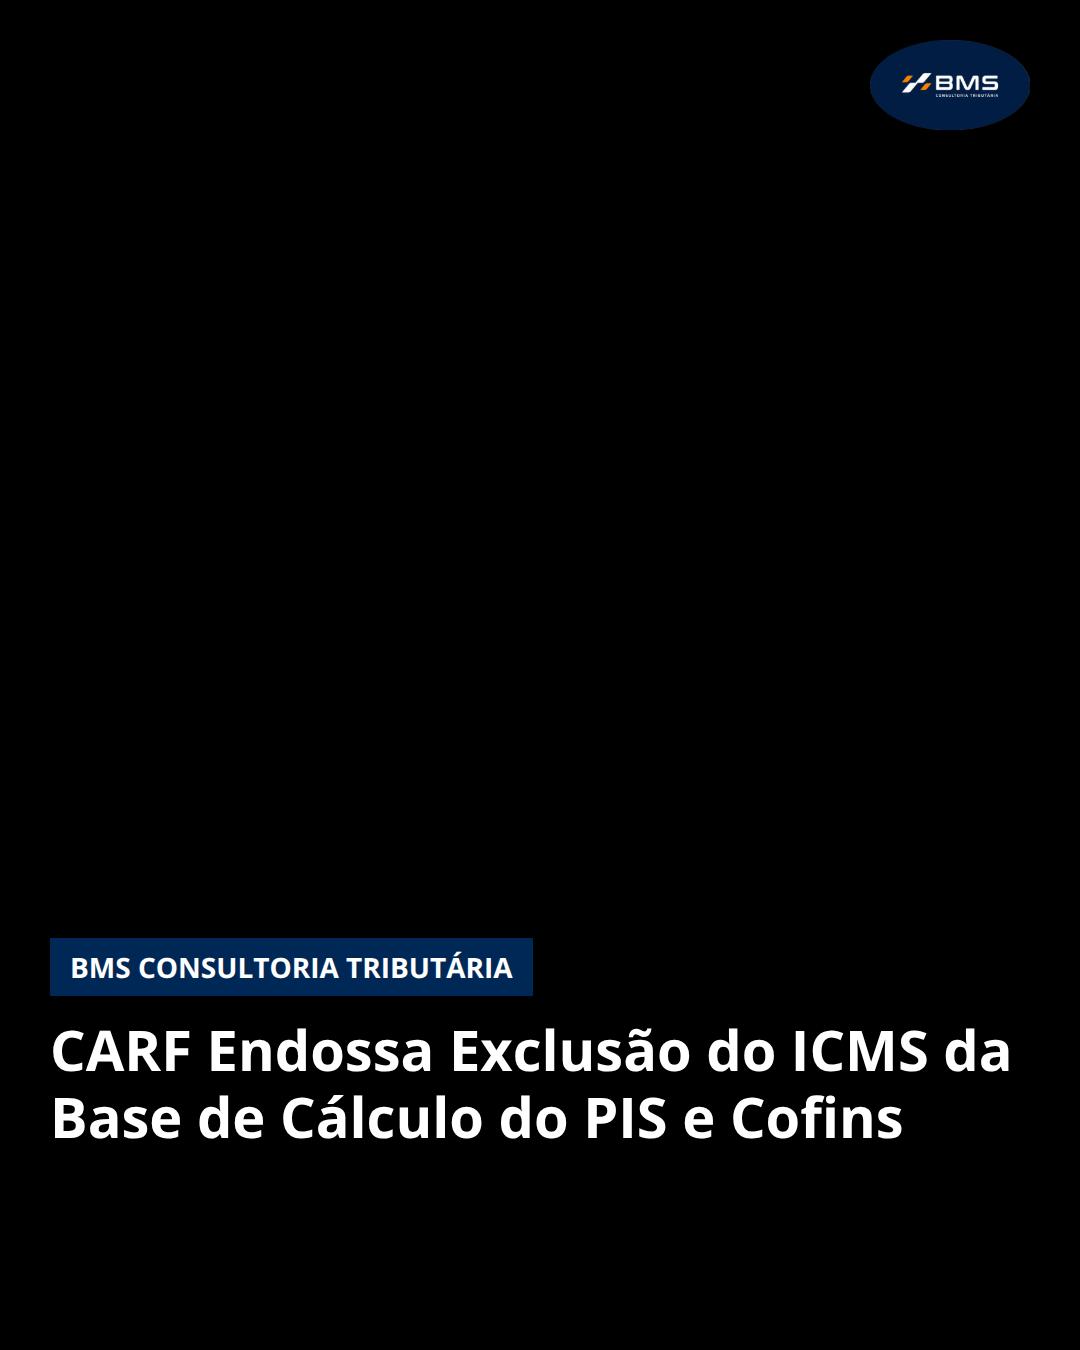 BMS
CONSULTORIA TRIBUTÁRIA
BMS CONSULTORIA TRIBUTÁRIA
CARF Endossa Exclusão do ICMS da
Base de Cálculo do PIS e Cofins